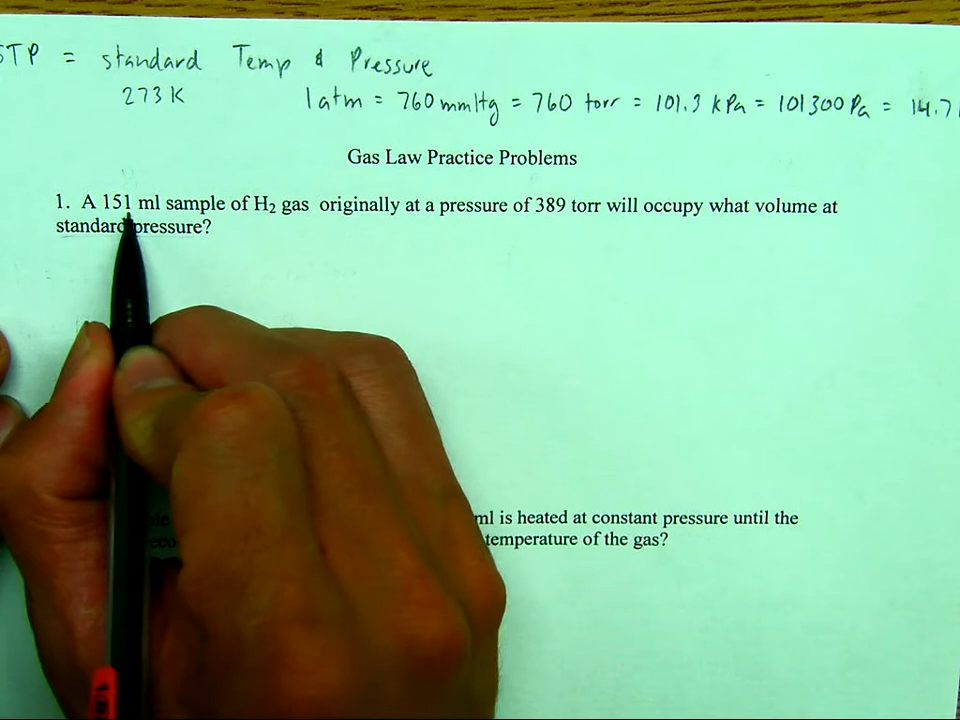 STP = standard Temp & Pressure
273 K 1 atm = 760 mmHg = 760 torr = 101.3 kPa = 101300 Pa = 14.7
Gas Law Practice Problems
1. A 151 ml sample of H₂ gas originally at a pressure of 389 torr will occupy what volume at
standard pressure?
ml is heated at constant pressure until the
temperature of the gas?